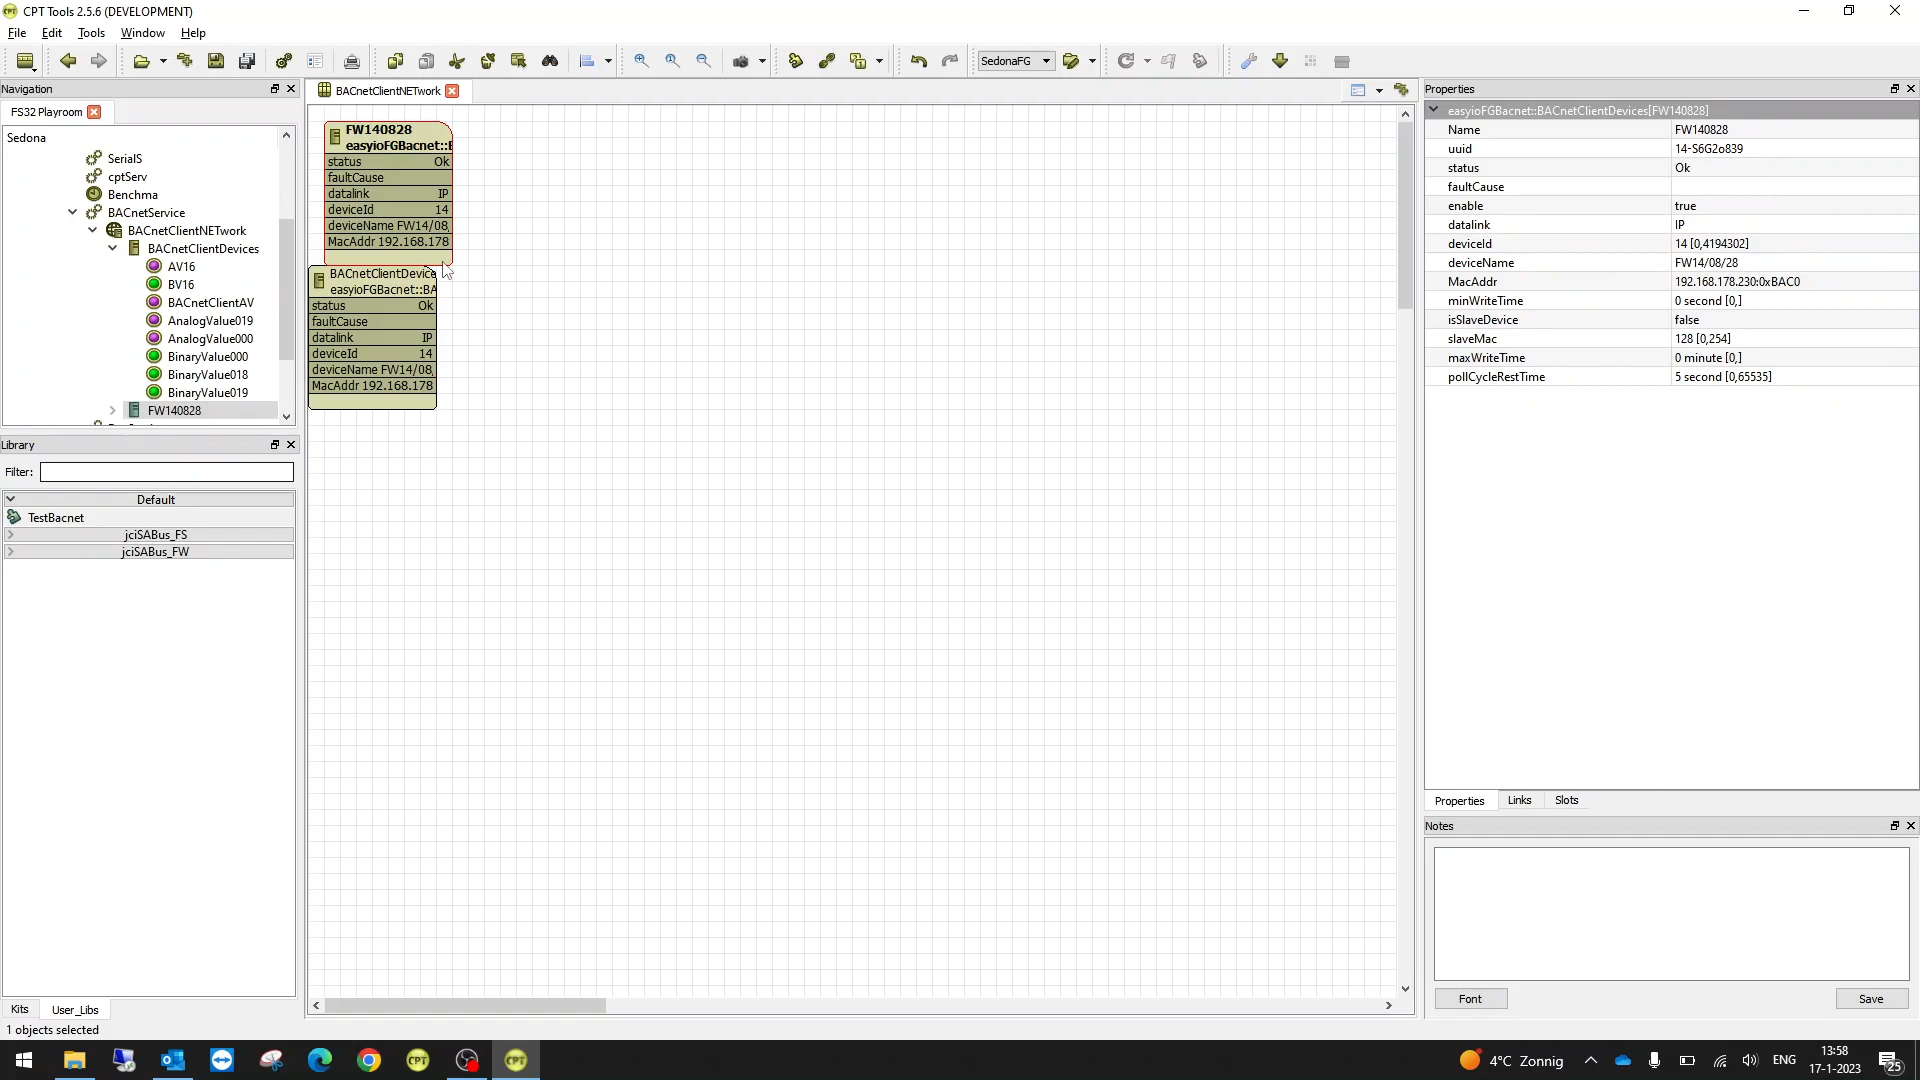 CPT Tools 2.5.6 (DEVELOPMENT)
File Edit Tools Window Help
SedonaFG
Navigation
FS32 Playroom
Sedona
SerialS
cptServ
Benchma
BACnetService
BACnetClientNETwork
BACnetClientDevices
AV16
BV16
BACnetClientAV
AnalogValue019
AnalogValue000
BinaryValue000
BinaryValue018
BinaryValue019
FW140828
Library
Filter:
Default
TestBacnet
jciSABus_FS
jciSABus_FW
Kits User_Libs
1 objects selected
BACnetClientNETwork
FW140828
easyioFGBacnet::
status Ok
faultCause
datalink IP
deviceId 14
deviceName FW14/08
MacAddr 192.168.178
BACnetClientDevice
easyioFGBacnet::BA
status Ok
faultCause
datalink IP
deviceId 14
deviceName FW14/08
MacAddr 192.168.178
Properties
easyioFGBacnet::BACnetClientDevices[FW140828]
Name FW140828
uuid 14-S6G2o839
status Ok
faultCause
enable true
datalink IP
deviceId 14 [0,4194302]
deviceName FW14/08/28
MacAddr 192.168.178.230:0xBAC0
minWriteTime 0 second [0,]
isSlaveDevice false
slaveMac 128 [0,254]
maxWriteTime 0 minute [0,]
pollCycleRestTime 5 second [0,65535]
Properties Links Slots
Notes
Font Save
CPT CPT
4°C Zonnig ENG 13:58
17-1-2023 25